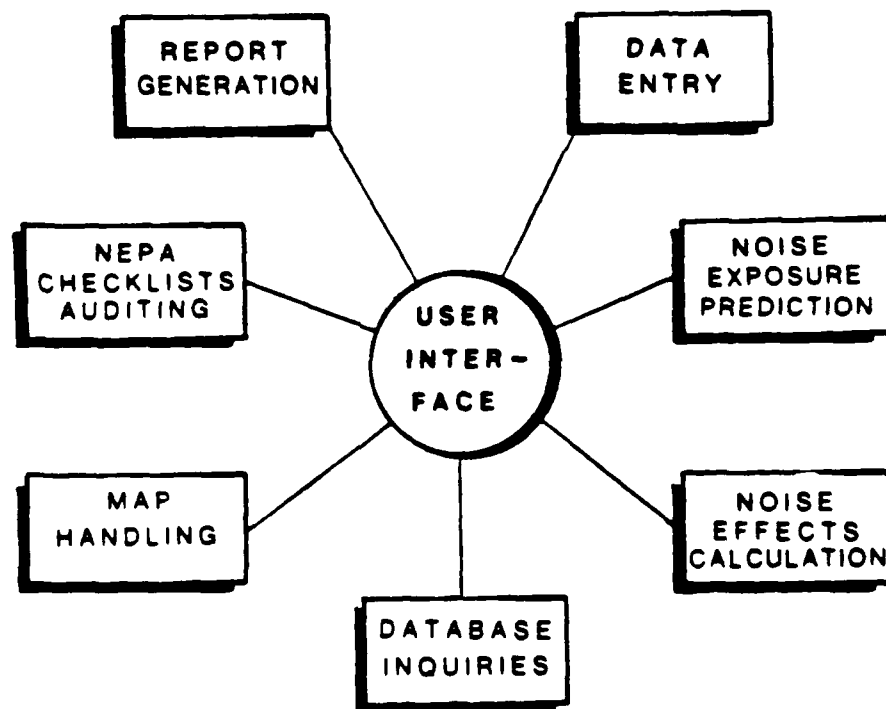 REPORT
GENERATION
DATA
ENTRY
NEPA
CHECKLISTS
AUDITING
NOISE
EXPOSURE
PREDICTION
USER
INTER-
FACE
MAP
HANDLING
NOISE
EFFECTS
CALCULATION
DATABASE
INQUIRIES